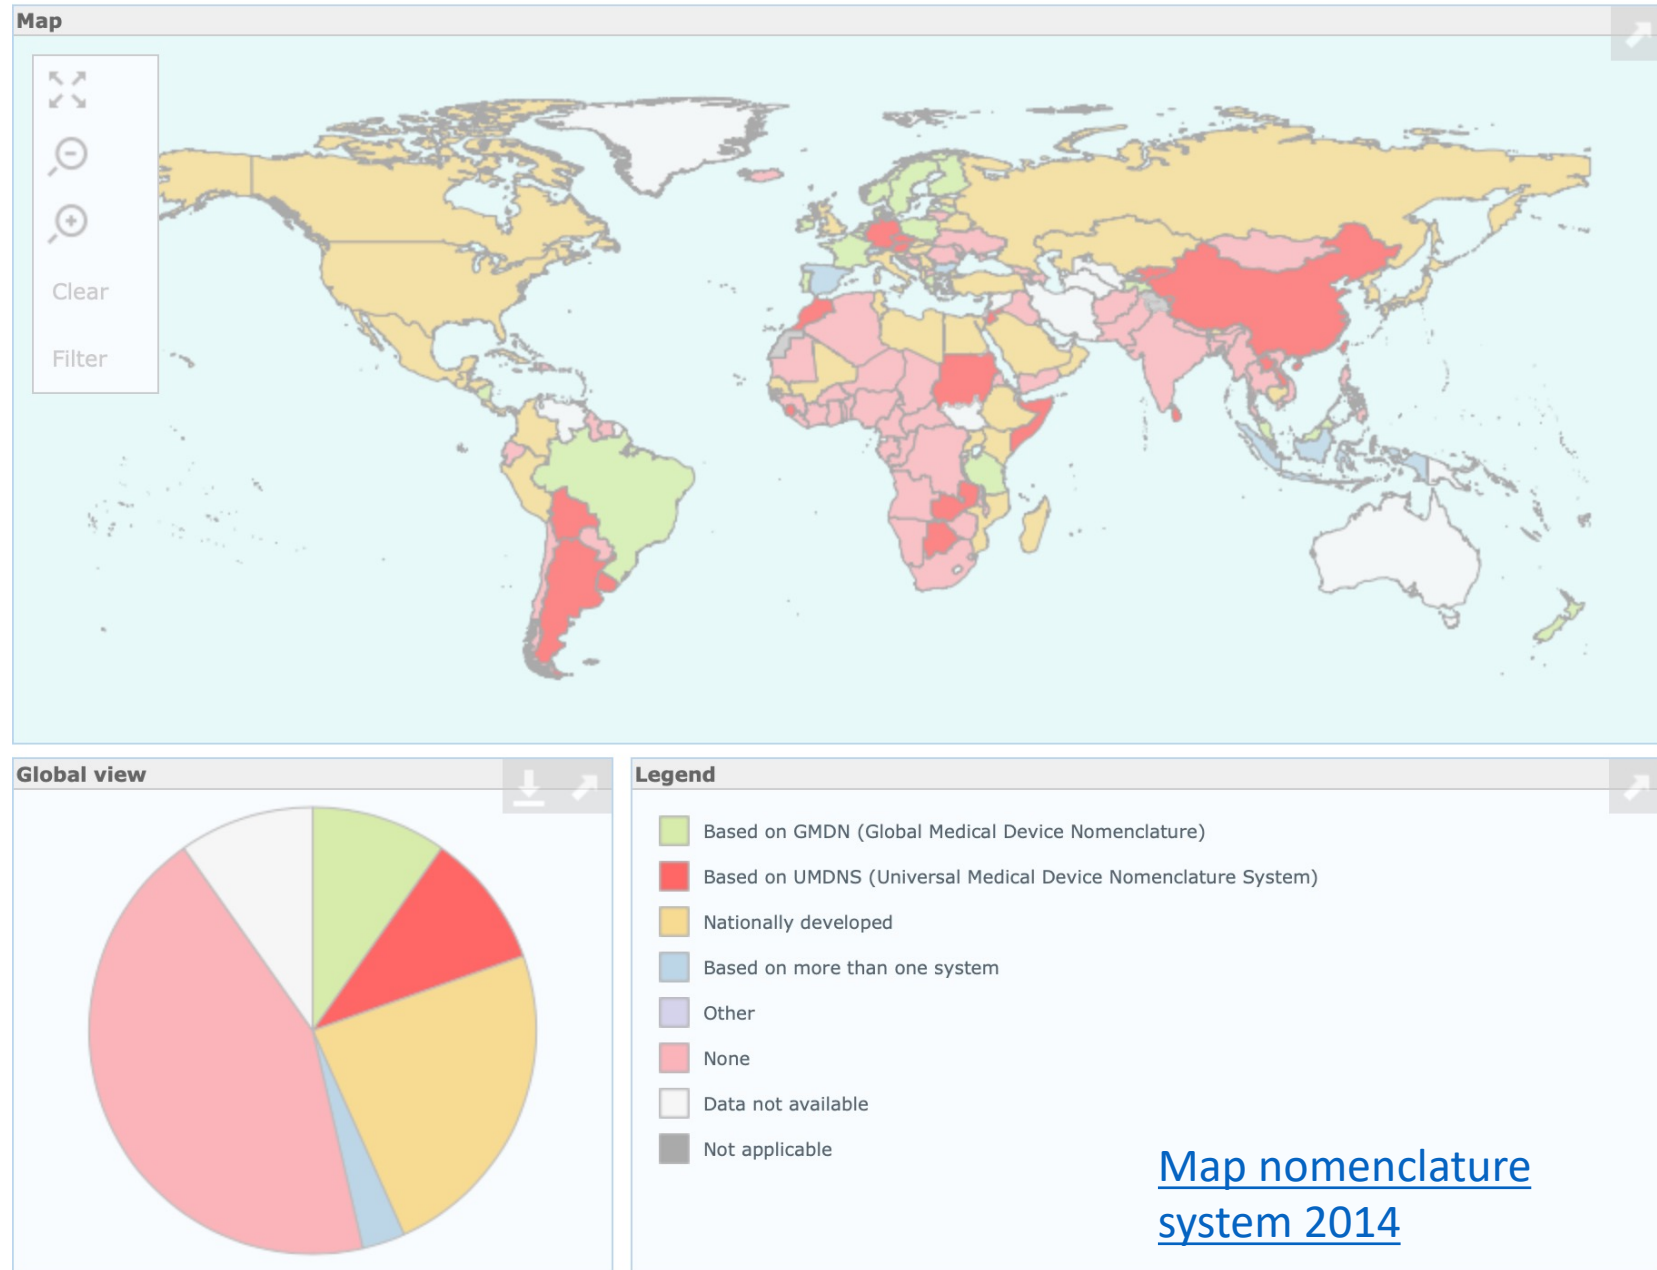 Map
Clear
Filter
Global view
Legend
Based on GMDN (Global Medical Device Nomenclature)
Based on UMDNS (Universal Medical Device Nomenclature System)
Nationally developed
Based on more than one system
Other
None
Data not available
Not applicable
Map nomenclature
system 2014